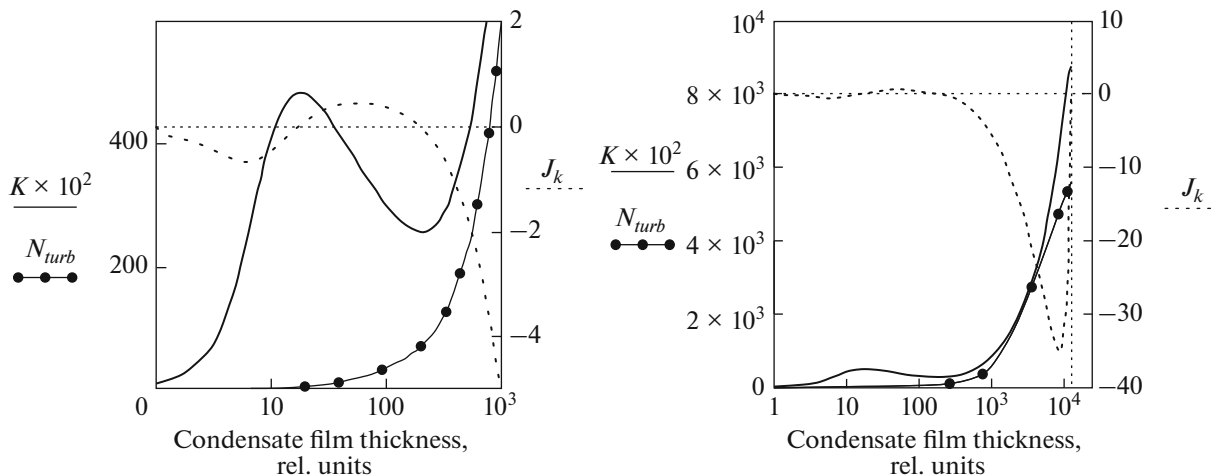 2
0
−2
−4
400
200
K × 10²
N_turb
J_k
0
10
100
10³
Condensate film thickness,
rel. units
10⁴
8 × 10³
6 × 10³
4 × 10³
2 × 10³
0
K × 10²
N_turb
10
0
−10
−20
−30
−40
J_k
1
10
100
10³
10⁴
Condensate film thickness,
rel. units